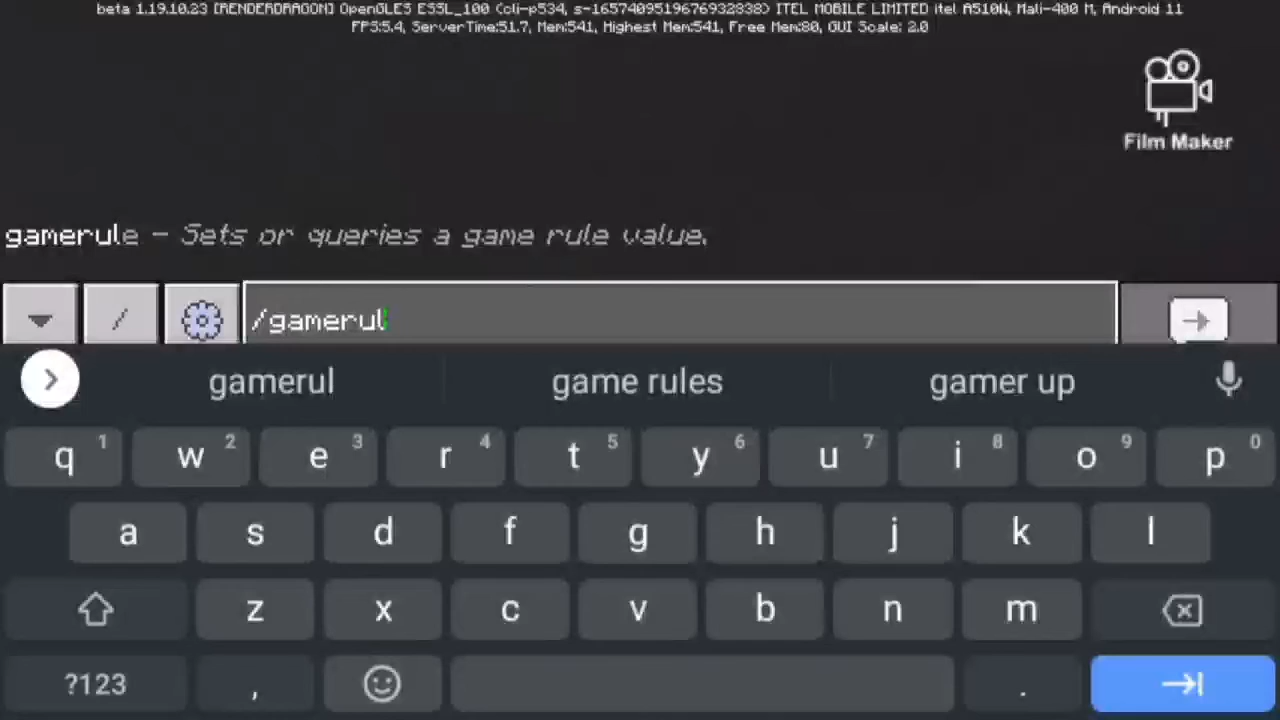 beta 1.19.10.23 [RENDERDRAGON] OpenGLES ESSL_100 (cli-p534, s-1657409519676932838) ITEL MOBILE LIMITED itel A510W, Mali-400 M, Android 11
FPS:5.4, ServerTime:51.7, Mem:541, Highest Mem:541, Free Mem:80, GUI Scale: 2.0
Film Maker
gamerule - Sets or queries a game rule value.
/ /gamerul
gamerul game rules gamer up
q 1 w 2 e 3 r 4 t 5 y 6 u 7 i 8 o 9 p 0
a s d f g h j k l
z x c v b n m
?123 , .